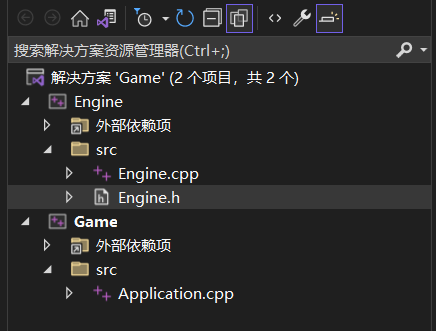 搜索解决方案资源管理器(Ctrl+;)
解决方案 'Game' (2 个项目，共 2 个)
Engine
外部依赖项
src
Engine.cpp
Engine.h
Game
外部依赖项
src
Application.cpp